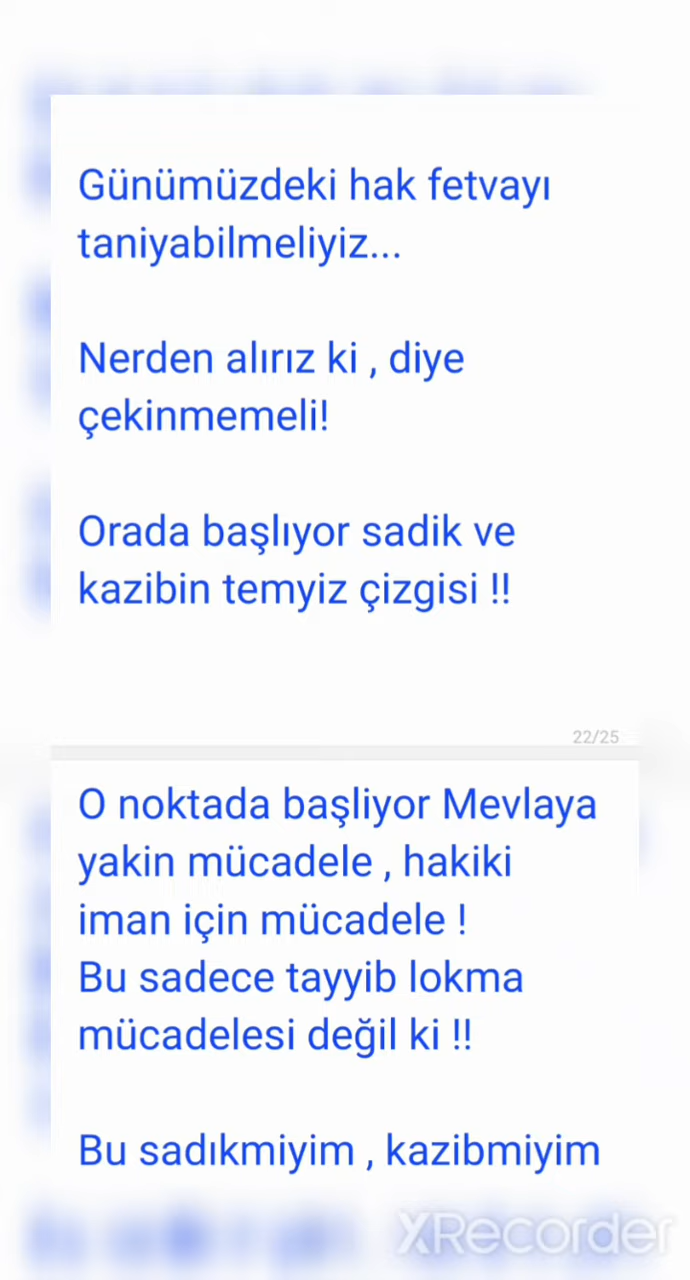 Günümüzdeki hak fetvayı
taniyabilmeliyiz...
Nerden alırız ki , diye
çekinmemeli!
Orada başlıyor sadik ve
kazibin temyiz çizgisi !!
22/25
O noktada başliyor Mevlaya
yakin mücadele , hakiki
iman için mücadele !
Bu sadece tayyib lokma
mücadelesi değil ki !!
Bu sadıkmiyim , kazibmiyim
XRecorder